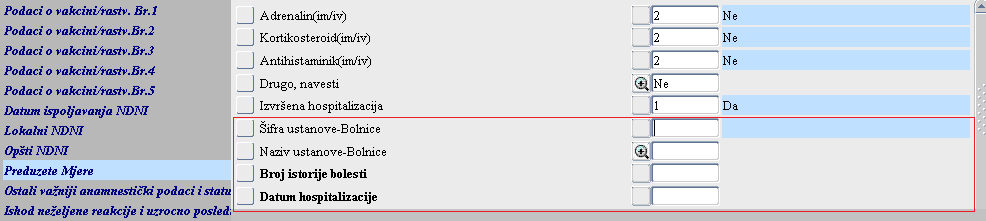 Podaci o vakcini/rastv. Br.1
Podaci o vakcini/rastv.Br.2
Podaci o vakcini/rastv.Br.3
Podaci o vakcini/rastv.Br.4
Podaci o vakcini/rastv.Br.5
Datum ispoljavanja NDNI
Lokalni NDNI
Opšti NDNI
Preduzete Mjere
Ostali važniji anamnestički podaci i statu
Ishod neželjene reakcije i uzrocno posled
Adrenalin(im/iv) 2 Ne
Kortikosteroid(im/iv) 2 Ne
Antihistaminik(im/iv) 2 Ne
Drugo, navesti Ne
Izvršena hospitalizacija 1 Da
Šifra ustanove-Bolnice
Naziv ustanove-Bolnice
Broj istorije bolesti
Datum hospitalizacije